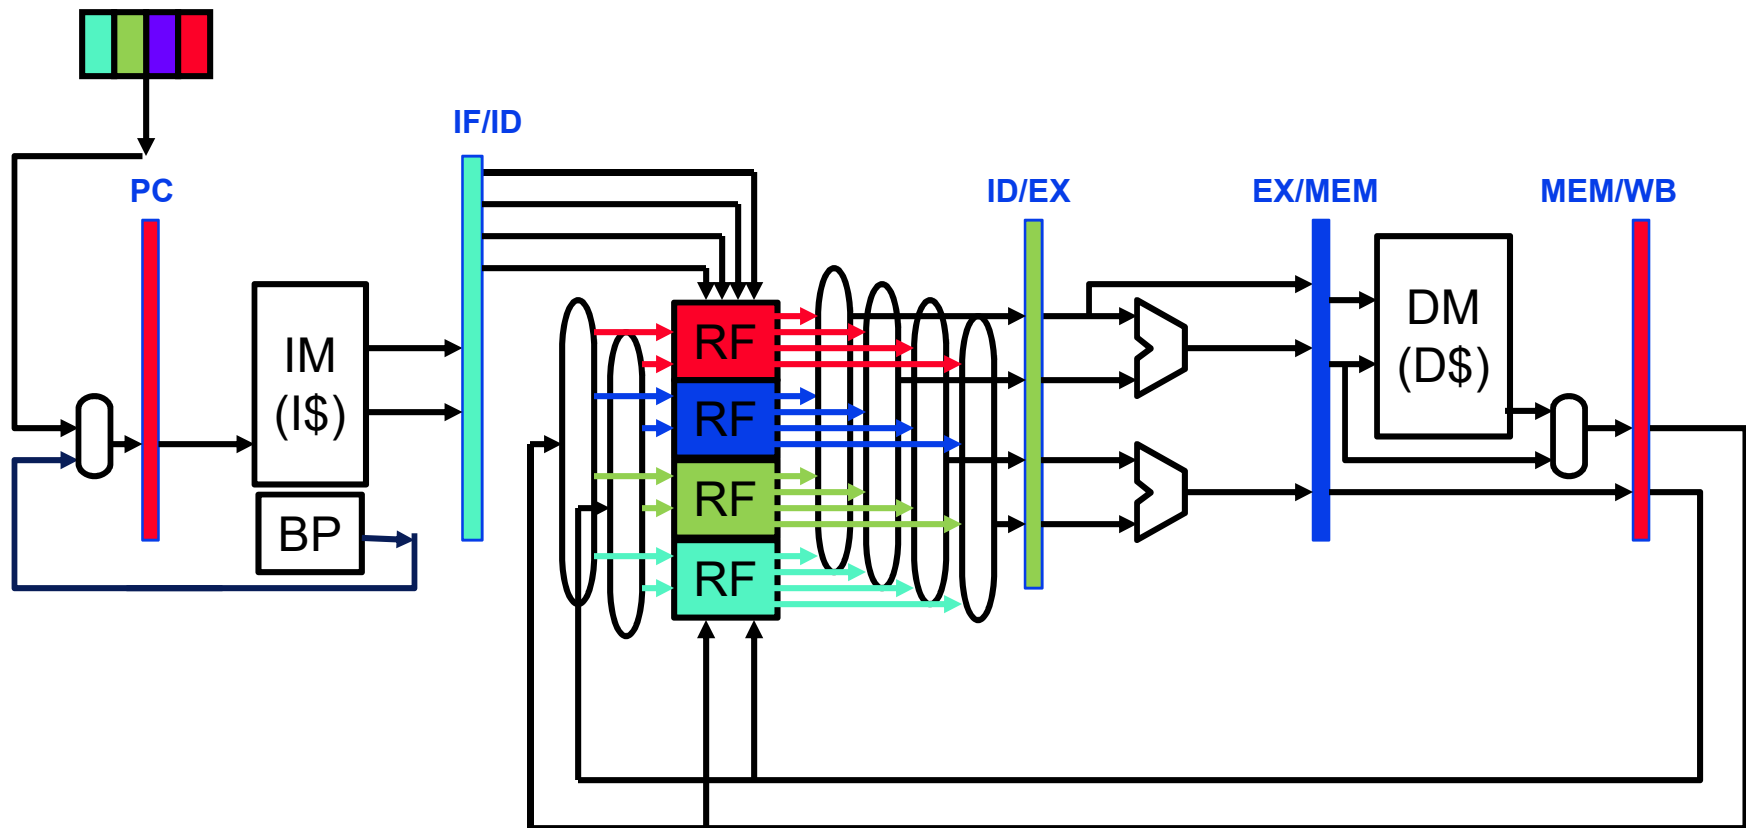 IF/ID
PC
ID/EX
EX/MEM
MEM/WB
IM
(I$)
BP
RF
RF
RF
RF
DM
(D$)